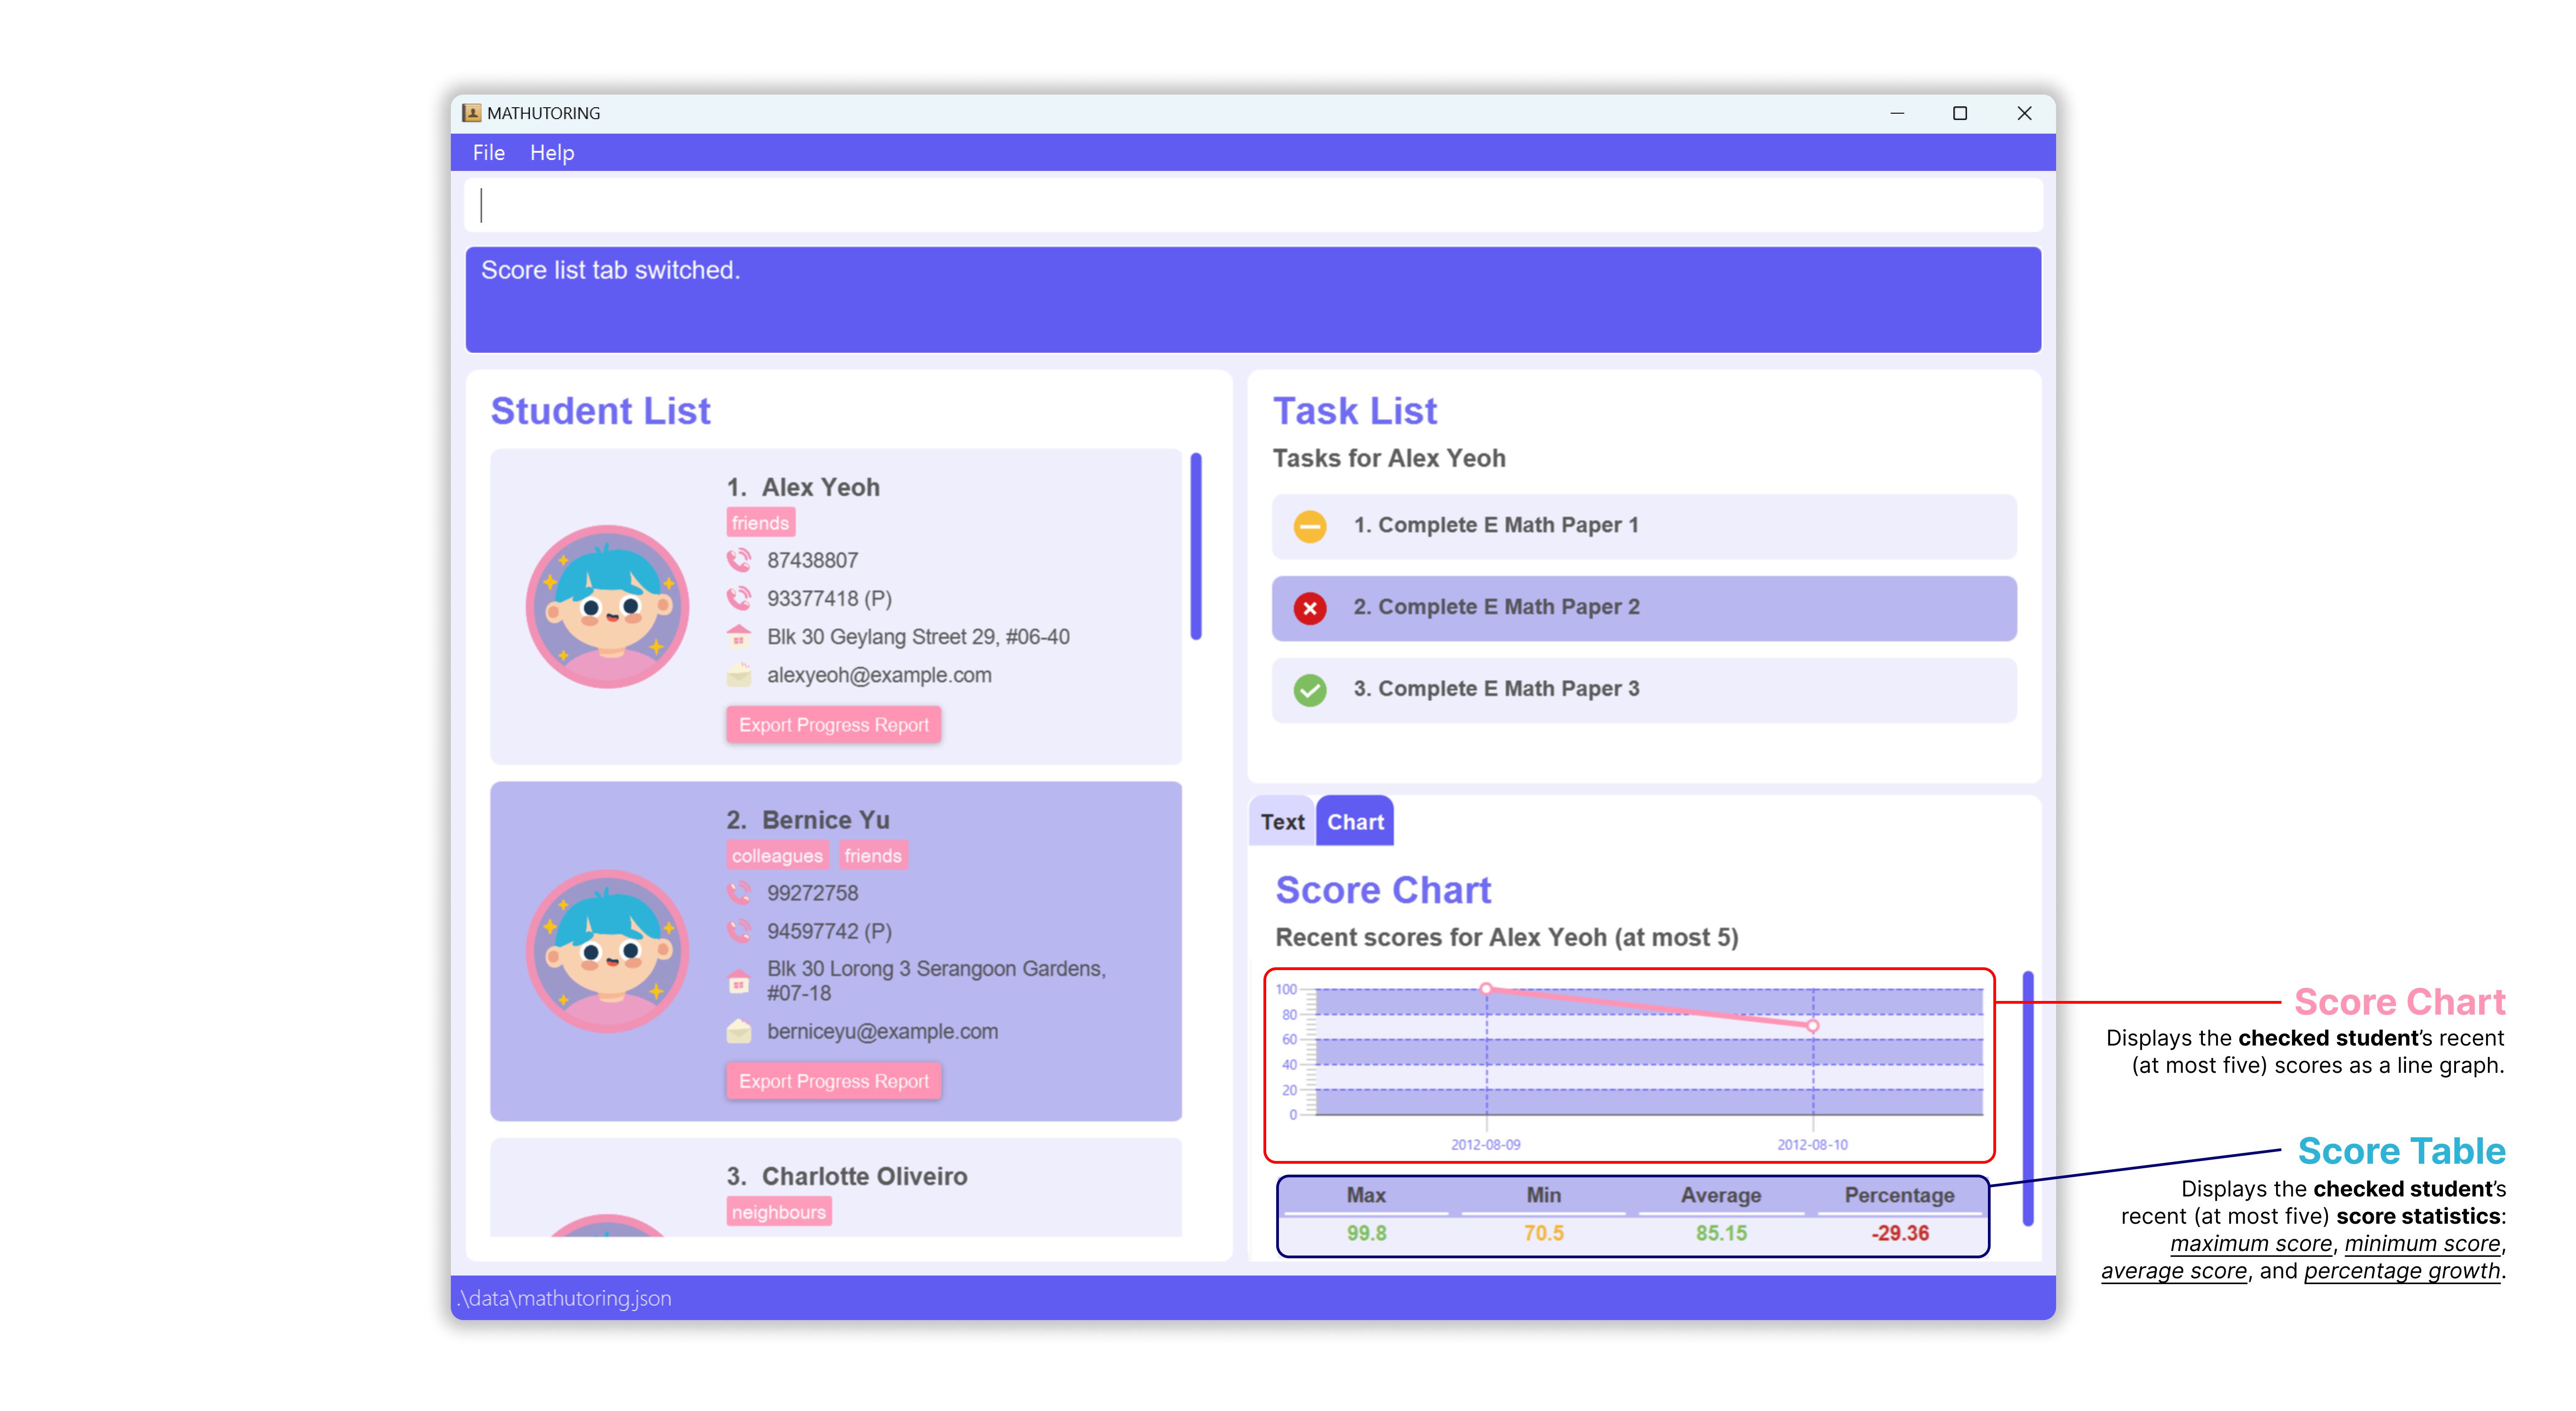 MATHUTORING
File Help
Score list tab switched.
Student List
1. Alex Yeoh
friends
87438807
93377418 (P)
Blk 30 Geylang Street 29, #06-40
alexyeoh@example.com
Export Progress Report
2. Bernice Yu
colleagues friends
99272758
94597742 (P)
Blk 30 Lorong 3 Serangoon Gardens,
#07-18
berniceyu@example.com
Export Progress Report
3. Charlotte Oliveiro
neighbours
Task List
Tasks for Alex Yeoh
1. Complete E Math Paper 1
2. Complete E Math Paper 2
3. Complete E Math Paper 3
Text Chart
Score Chart
Recent scores for Alex Yeoh (at most 5)
100
80
60
40
20
0
2012-08-09 2012-08-10
Max Min Average Percentage
99.8 70.5 85.15 -29.36
.\data\mathutoring.json
Score Chart
Displays the checked student's recent
(at most five) scores as a line graph.
Score Table
Displays the checked student's
recent (at most five) score statistics:
maximum score, minimum score,
average score, and percentage growth.